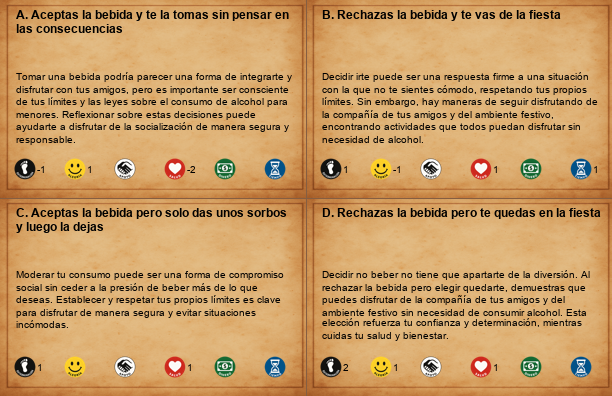 A. Aceptas la bebida y te la tomas sin pensar en
las consecuencias
Tomar una bebida podría parecer una forma de integrarte y
disfrutar con tus amigos, pero es importante ser consciente
de tus límites y las leyes sobre el consumo de alcohol para
menores. Reflexionar sobre estas decisiones puede
ayudarte a disfrutar de la socialización de manera segura y
responsable.
-1 1 -2
B. Rechazas la bebida y te vas de la fiesta
Decidir irte puede ser una respuesta firme a una situación
con la que no te sientes cómodo, respetando tus propios
límites. Sin embargo, hay maneras de seguir disfrutando de
la compañía de tus amigos y del ambiente festivo,
encontrando actividades que todos puedan disfrutar sin
necesidad de alcohol.
1 -1 1 1
C. Aceptas la bebida pero solo das unos sorbos
y luego la dejas
Moderar tu consumo puede ser una forma de compromiso
social sin ceder a la presión de beber más de lo que
deseas. Establecer y respetar tus propios límites es clave
para disfrutar de manera segura y evitar situaciones
incómodas.
1 1
D. Rechazas la bebida pero te quedas en la fiesta
Decidir no beber no tiene que apartarte de la diversión. Al
rechazar la bebida pero elegir quedarte, demuestras que
puedes disfrutar de la compañía de tus amigos y del
ambiente festivo sin necesidad de consumir alcohol. Esta
elección refuerza tu confianza y determinación, mientras
cuidas tu salud y bienestar.
2 1 1